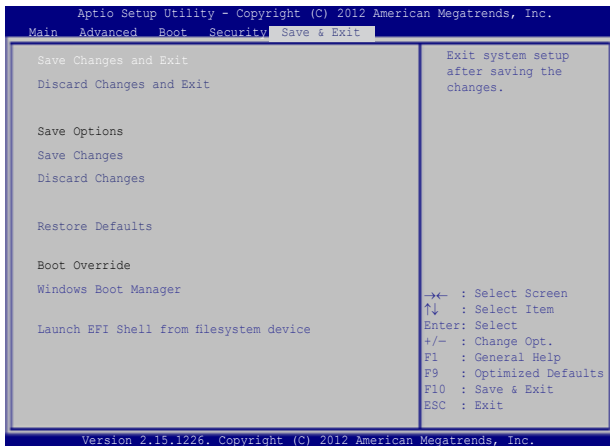 Aptio Setup Utility - Copyright (C) 2012 American Megatrends, Inc.
Main Advanced Boot Security Save & Exit
Save Changes and Exit
Discard Changes and Exit
Save Options
Save Changes
Discard Changes
Restore Defaults
Boot Override
Windows Boot Manager
Launch EFI Shell from filesystem device
Exit system setup
after saving the
changes.
→← : Select Screen
↑↓ : Select Item
Enter: Select
+/— : Change Opt.
F1 : General Help
F9 : Optimized Defaults
F10 : Save & Exit
ESC : Exit
Version 2.15.1226. Copyright (C) 2012 American Megatrends, Inc.